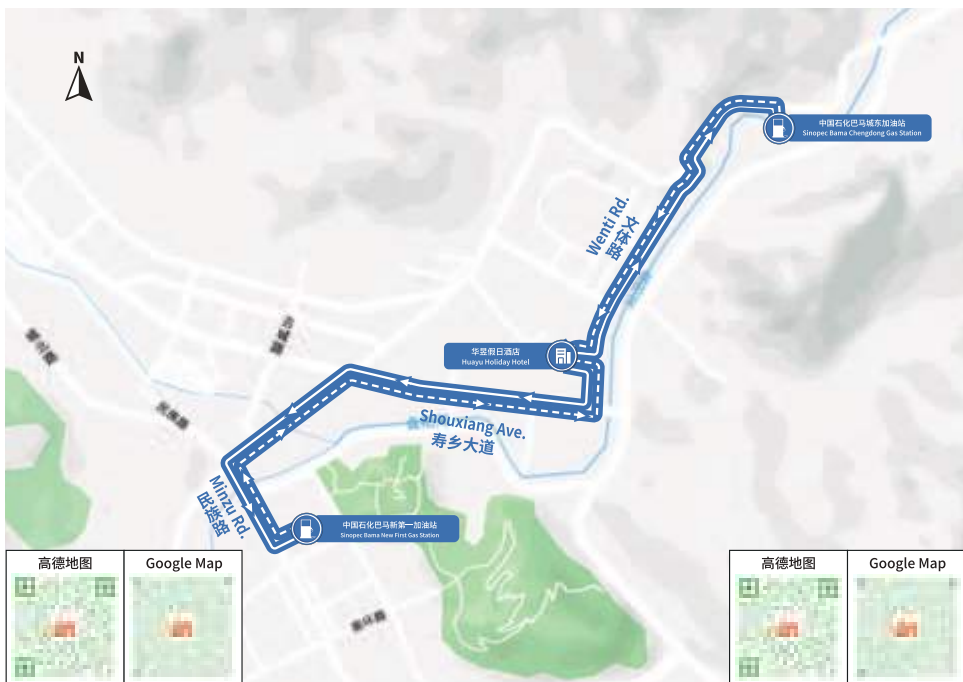 N
中国石化巴马城东加油站
Sinopec Bama Chengdong Gas Station
Wenti Rd.
文体路
华昱假日酒店
Huayu Holiday Hotel
Shouxiang Ave.
寿乡大道
Minzu Rd.
民族路
中国石化巴马新第一加油站
Sinopec Bama New First Gas Station
高德地图
Google Map
高德地图
Google Map